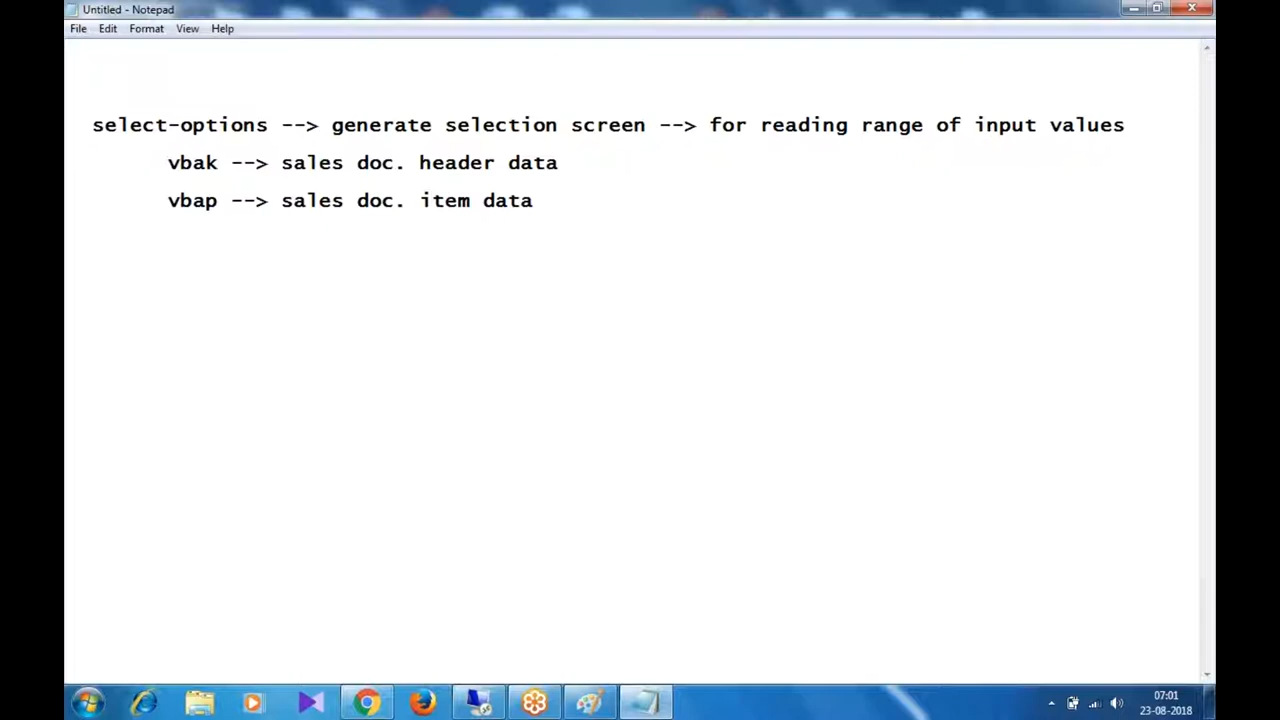 Untitled - Notepad
File Edit Format View Help
select-options --> generate selection screen --> for reading range of input values
vbak --> sales doc. header data
vbap --> sales doc. item data
07:01
23-08-2018